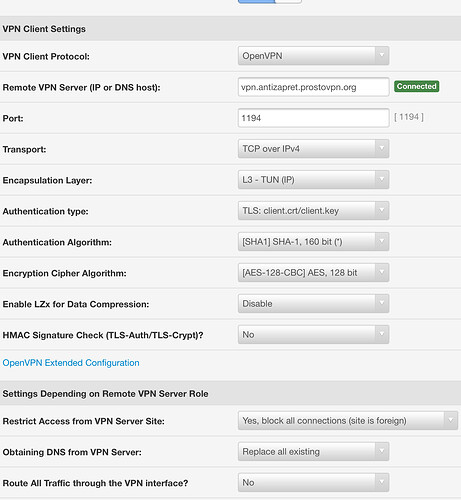 VPN Client Settings
VPN Client Protocol: OpenVPN
Remote VPN Server (IP or DNS host): vpn.antizapret.prostovpn.org Connected
Port: 1194 [ 1194 ]
Transport: TCP over IPv4
Encapsulation Layer: L3 - TUN (IP)
Authentication type: TLS: client.crt/client.key
Authentication Algorithm: [SHA1] SHA-1, 160 bit (*)
Encryption Cipher Algorithm: [AES-128-CBC] AES, 128 bit
Enable LZx for Data Compression: Disable
HMAC Signature Check (TLS-Auth/TLS-Crypt)? No
OpenVPN Extended Configuration
Settings Depending on Remote VPN Server Role
Restrict Access from VPN Server Site: Yes, block all connections (site is foreign)
Obtaining DNS from VPN Server: Replace all existing
Route All Traffic through the VPN interface? No